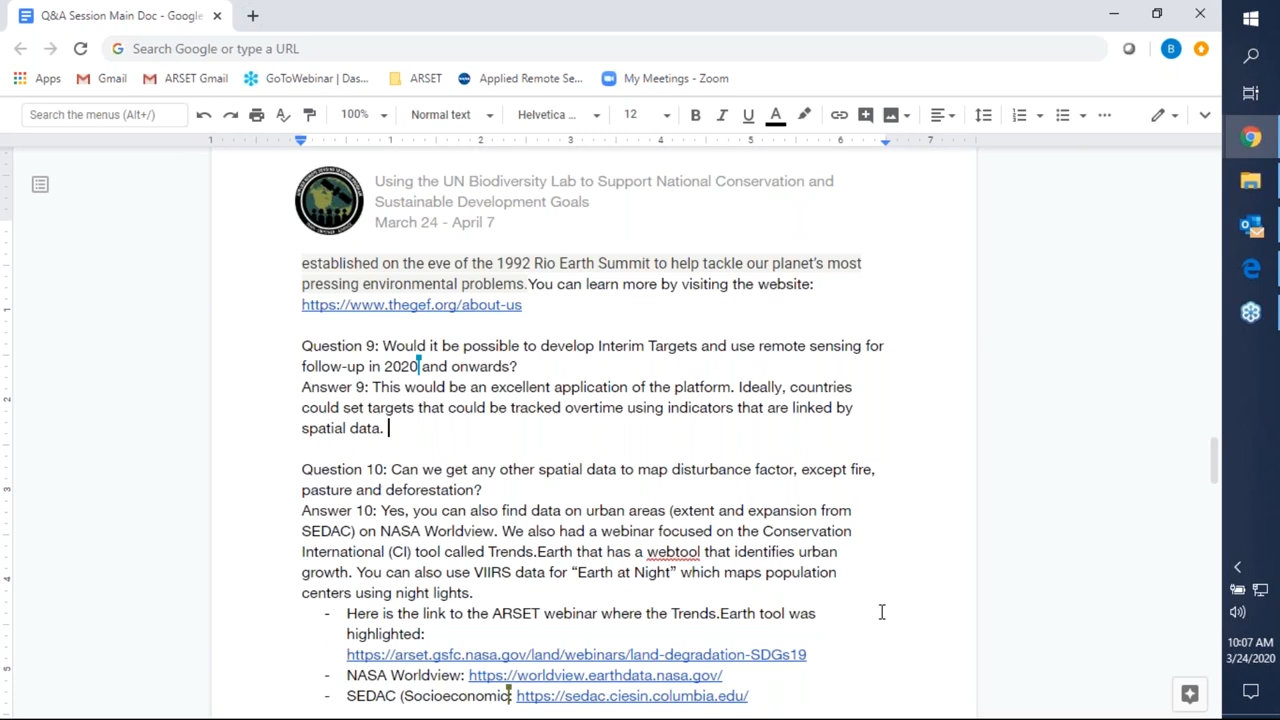 Q&A Session Main Doc - Google
Search Google or type a URL
B
Apps
Gmail
ARSET Gmail
GoToWebinar | Das...
ARSET
Applied Remote Se...
My Meetings - Zoom
Search the menus (Alt+/)
100%
Normal text
Helvetica ...
12
B I U A
1 1 2 3 4 5 6 7
Using the UN Biodiversity Lab to Support National Conservation and
Sustainable Development Goals
March 24 - April 7
established on the eve of the 1992 Rio Earth Summit to help tackle our planet's most
pressing environmental problems.You can learn more by visiting the website:
https://www.thegef.org/about-us
Question 9: Would it be possible to develop Interim Targets and use remote sensing for
follow-up in 2020 and onwards?
Answer 9: This would be an excellent application of the platform. Ideally, countries
could set targets that could be tracked overtime using indicators that are linked by
spatial data.
Question 10: Can we get any other spatial data to map disturbance factor, except fire,
pasture and deforestation?
Answer 10: Yes, you can also find data on urban areas (extent and expansion from
SEDAC) on NASA Worldview. We also had a webinar focused on the Conservation
International (CI) tool called Trends.Earth that has a webtool that identifies urban
growth. You can also use VIIRS data for “Earth at Night” which maps population
centers using night lights.
- Here is the link to the ARSET webinar where the Trends.Earth tool was
highlighted:
https://arset.gsfc.nasa.gov/land/webinars/land-degradation-SDGs19
- NASA Worldview: https://worldview.earthdata.nasa.gov/
- SEDAC (Socioeconomic: https://sedac.ciesin.columbia.edu/
1
2
3
4
5
10:07 AM
3/24/2020